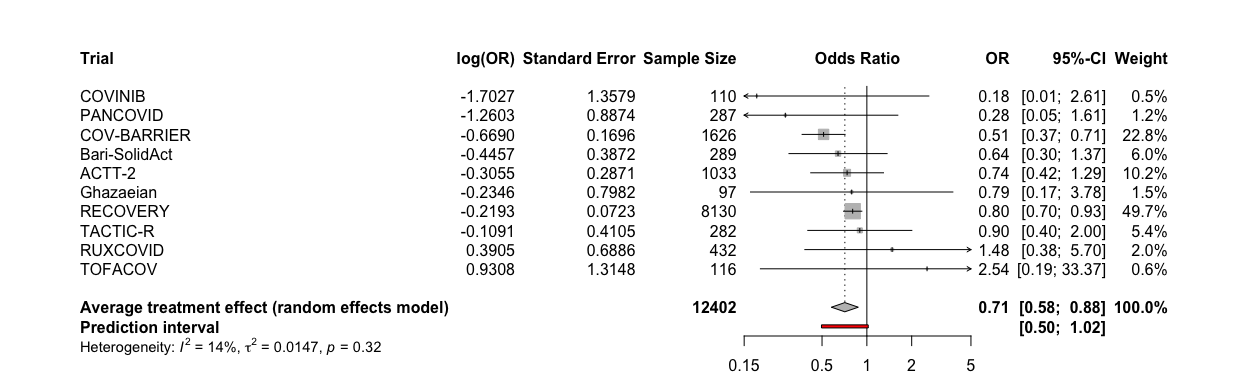 Trial log(OR) Standard Error Sample Size Odds Ratio OR 95%-CI Weight
COVINIB -1.7027 1.3579 110 0.18 [0.01; 2.61] 0.5%
PANCOVID -1.2603 0.8874 287 0.28 [0.05; 1.61] 1.2%
COV-BARRIER -0.6690 0.1696 1626 0.51 [0.37; 0.71] 22.8%
Bari-SolidAct -0.4457 0.3872 289 0.64 [0.30; 1.37] 6.0%
ACTT-2 -0.3055 0.2871 1033 0.74 [0.42; 1.29] 10.2%
Ghazaeian -0.2346 0.7982 97 0.79 [0.17; 3.78] 1.5%
RECOVERY -0.2193 0.0723 8130 0.80 [0.70; 0.93] 49.7%
TACTIC-R -0.1091 0.4105 282 0.90 [0.40; 2.00] 5.4%
RUXCOVID 0.3905 0.6886 432 1.48 [0.38; 5.70] 2.0%
TOFACOV 0.9308 1.3148 116 2.54 [0.19; 33.37] 0.6%
Average treatment effect (random effects model) 12402 0.71 [0.58; 0.88] 100.0%
Prediction interval [0.50; 1.02]
Heterogeneity: I² = 14%, τ² = 0.0147, p = 0.32
0.15 0.5 1 2 5